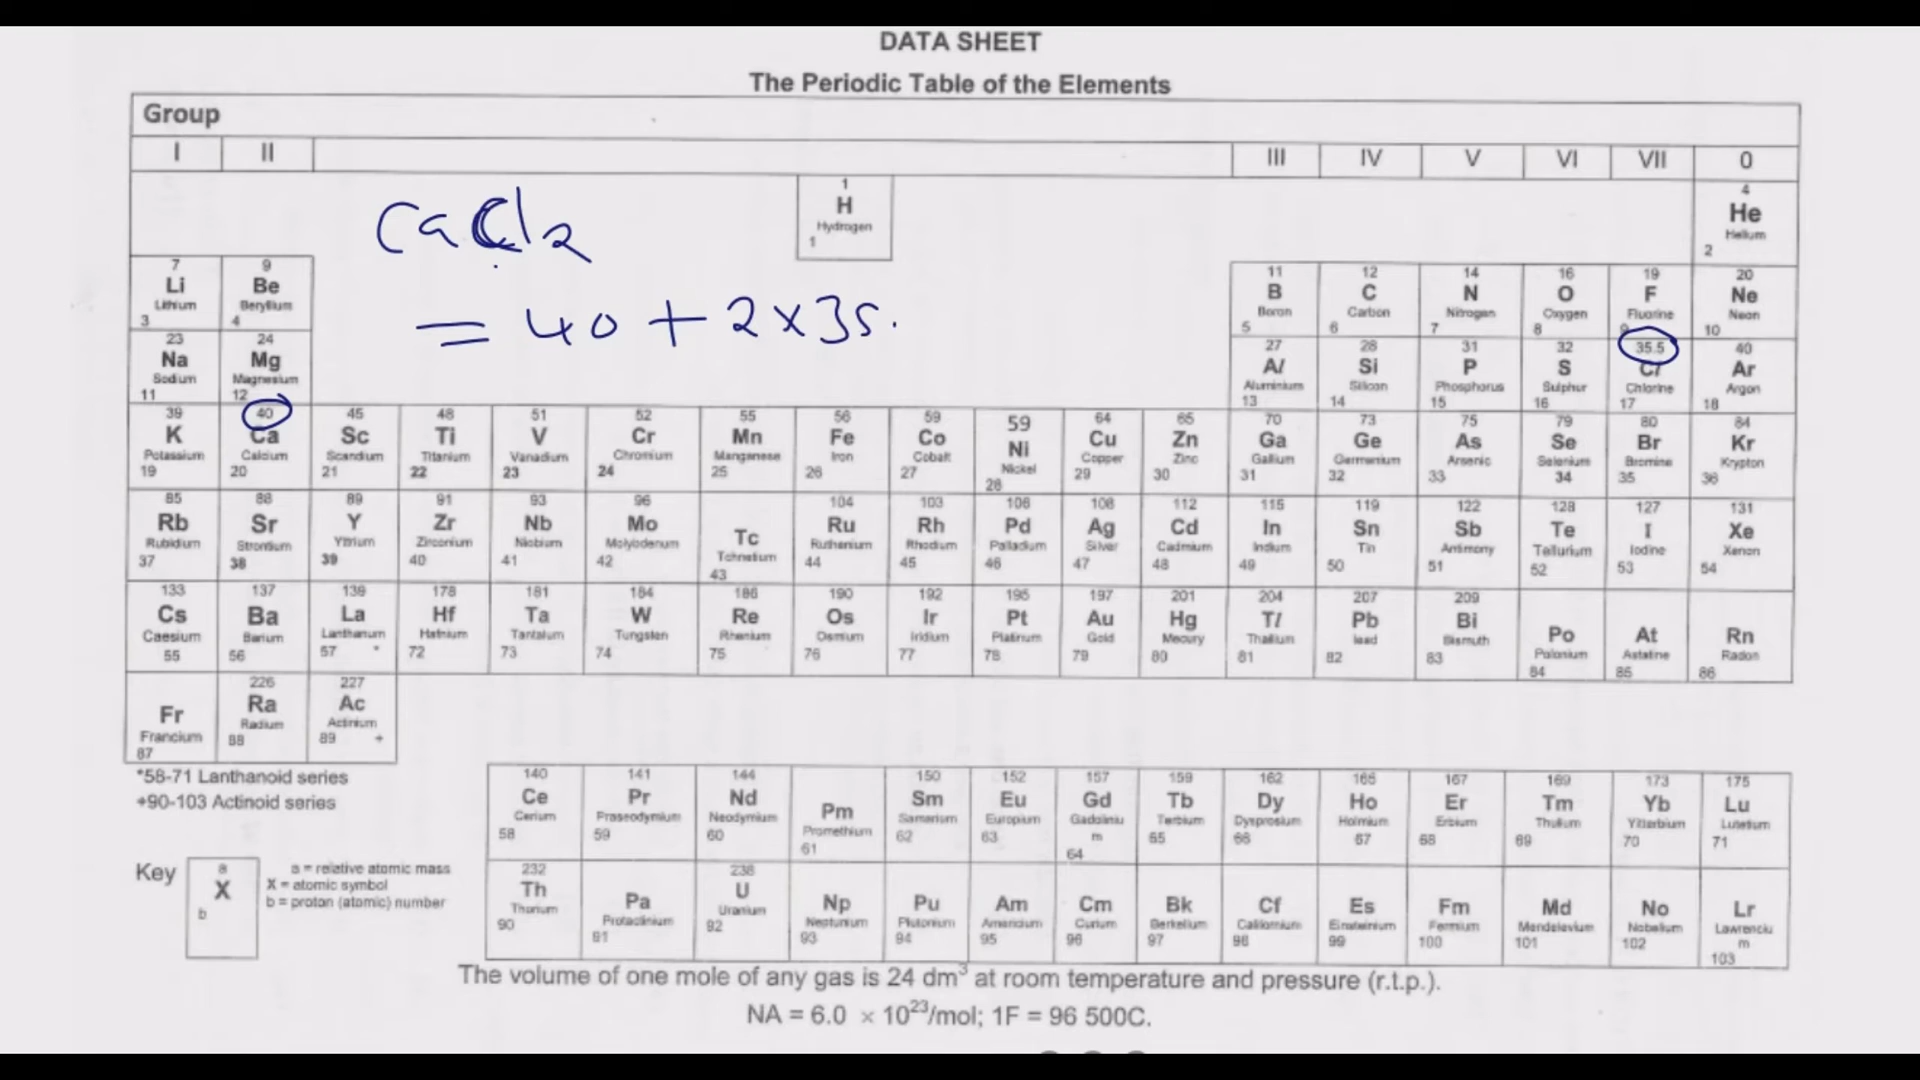 DATA SHEET
The Periodic Table of the Elements
Group
I II III IV V VI VII 0
1 H Hydrogen 1
4 He Helium 2
CaCl2
= 40 + 2 x 35.
7 Li Lithium 3
9 Be Beryllium 4
11 B Boron 5
12 C Carbon 6
14 N Nitrogen 7
16 O Oxygen 8
19 F Fluorine 9
20 Ne Neon 10
23 Na Sodium 11
24 Mg Magnesium 12
27 Al Aluminium 13
28 Si Silicon 14
31 P Phosphorus 15
32 S Sulphur 16
35.5 Cl Chlorine 17
40 Ar Argon 18
39 K Potassium 19
40 Ca Calcium 20
45 Sc Scandium 21
48 Ti Titanium 22
51 V Vanadium 23
52 Cr Chromium 24
55 Mn Manganese 25
56 Fe Iron 26
59 Co Cobalt 27
59 Ni Nickel 28
64 Cu Copper 29
65 Zn Zinc 30
70 Ga Gallium 31
73 Ge Germanium 32
75 As Arsenic 33
79 Se Selenium 34
80 Br Bromine 35
84 Kr Krypton 36
85 Rb Rubidium 37
88 Sr Strontium 38
89 Y Yttrium 39
91 Zr Zirconium 40
93 Nb Niobium 41
96 Mo Molybdenum 42
Tc Tchnetium 43
104 Ru Ruthenium 44
103 Rh Rhodium 45
106 Pd Palladium 46
108 Ag Silver 47
112 Cd Cadmium 48
115 In Indium 49
119 Sn Tin 50
122 Sb Antimony 51
128 Te Tellurium 52
127 I Iodine 53
131 Xe Xenon 54
133 Cs Caesium 55
137 Ba Barium 56
139 La Lanthanum 57 *
178 Hf Hafnium 72
181 Ta Tantalum 73
184 W Tungsten 74
186 Re Rhenium 75
190 Os Osmium 76
192 Ir Iridium 77
195 Pt Platinum 78
197 Au Gold 79
201 Hg Mecury 80
204 Tl Thallium 81
207 Pb lead 82
209 Bi Bismuth 83
Po Polonium 84
At Astatine 85
Rn Radon 86
Fr Francium 87
226 Ra Radium 88
227 Ac Actinium 89 +
*58-71 Lanthanoid series
+90-103 Actinoid series
140 Ce Cerium 58
141 Pr Praseodymium 59
144 Nd Neodymium 60
Pm Promethium 61
150 Sm Samarium 62
152 Eu Europium 63
157 Gd Gadoliniu m 64
159 Tb Terbium 65
162 Dy Dysprosium 66
165 Ho Holmium 67
167 Er Erbium 68
169 Tm Thulium 69
173 Yb Ytterbium 70
175 Lu Lutetium 71
232 Th Thorium 90
Pa Protactinium 91
238 U Uranium 92
Np Neptunium 93
Pu Plutonium 94
Am Americium 95
Cm Curium 96
Bk Berkelium 97
Cf Californium 98
Es Einsteinium 99
Fm Fermium 100
Md Mendelevium 101
No Nobelium 102
Lr Lawrenciu m 103
Key
a X b
a = relative atomic mass
X = atomic symbol
b = proton (atomic) number
The volume of one mole of any gas is 24 dm³ at room temperature and pressure (r.t.p.).
NA = 6.0 × 10²³/mol; 1F = 96 500C.